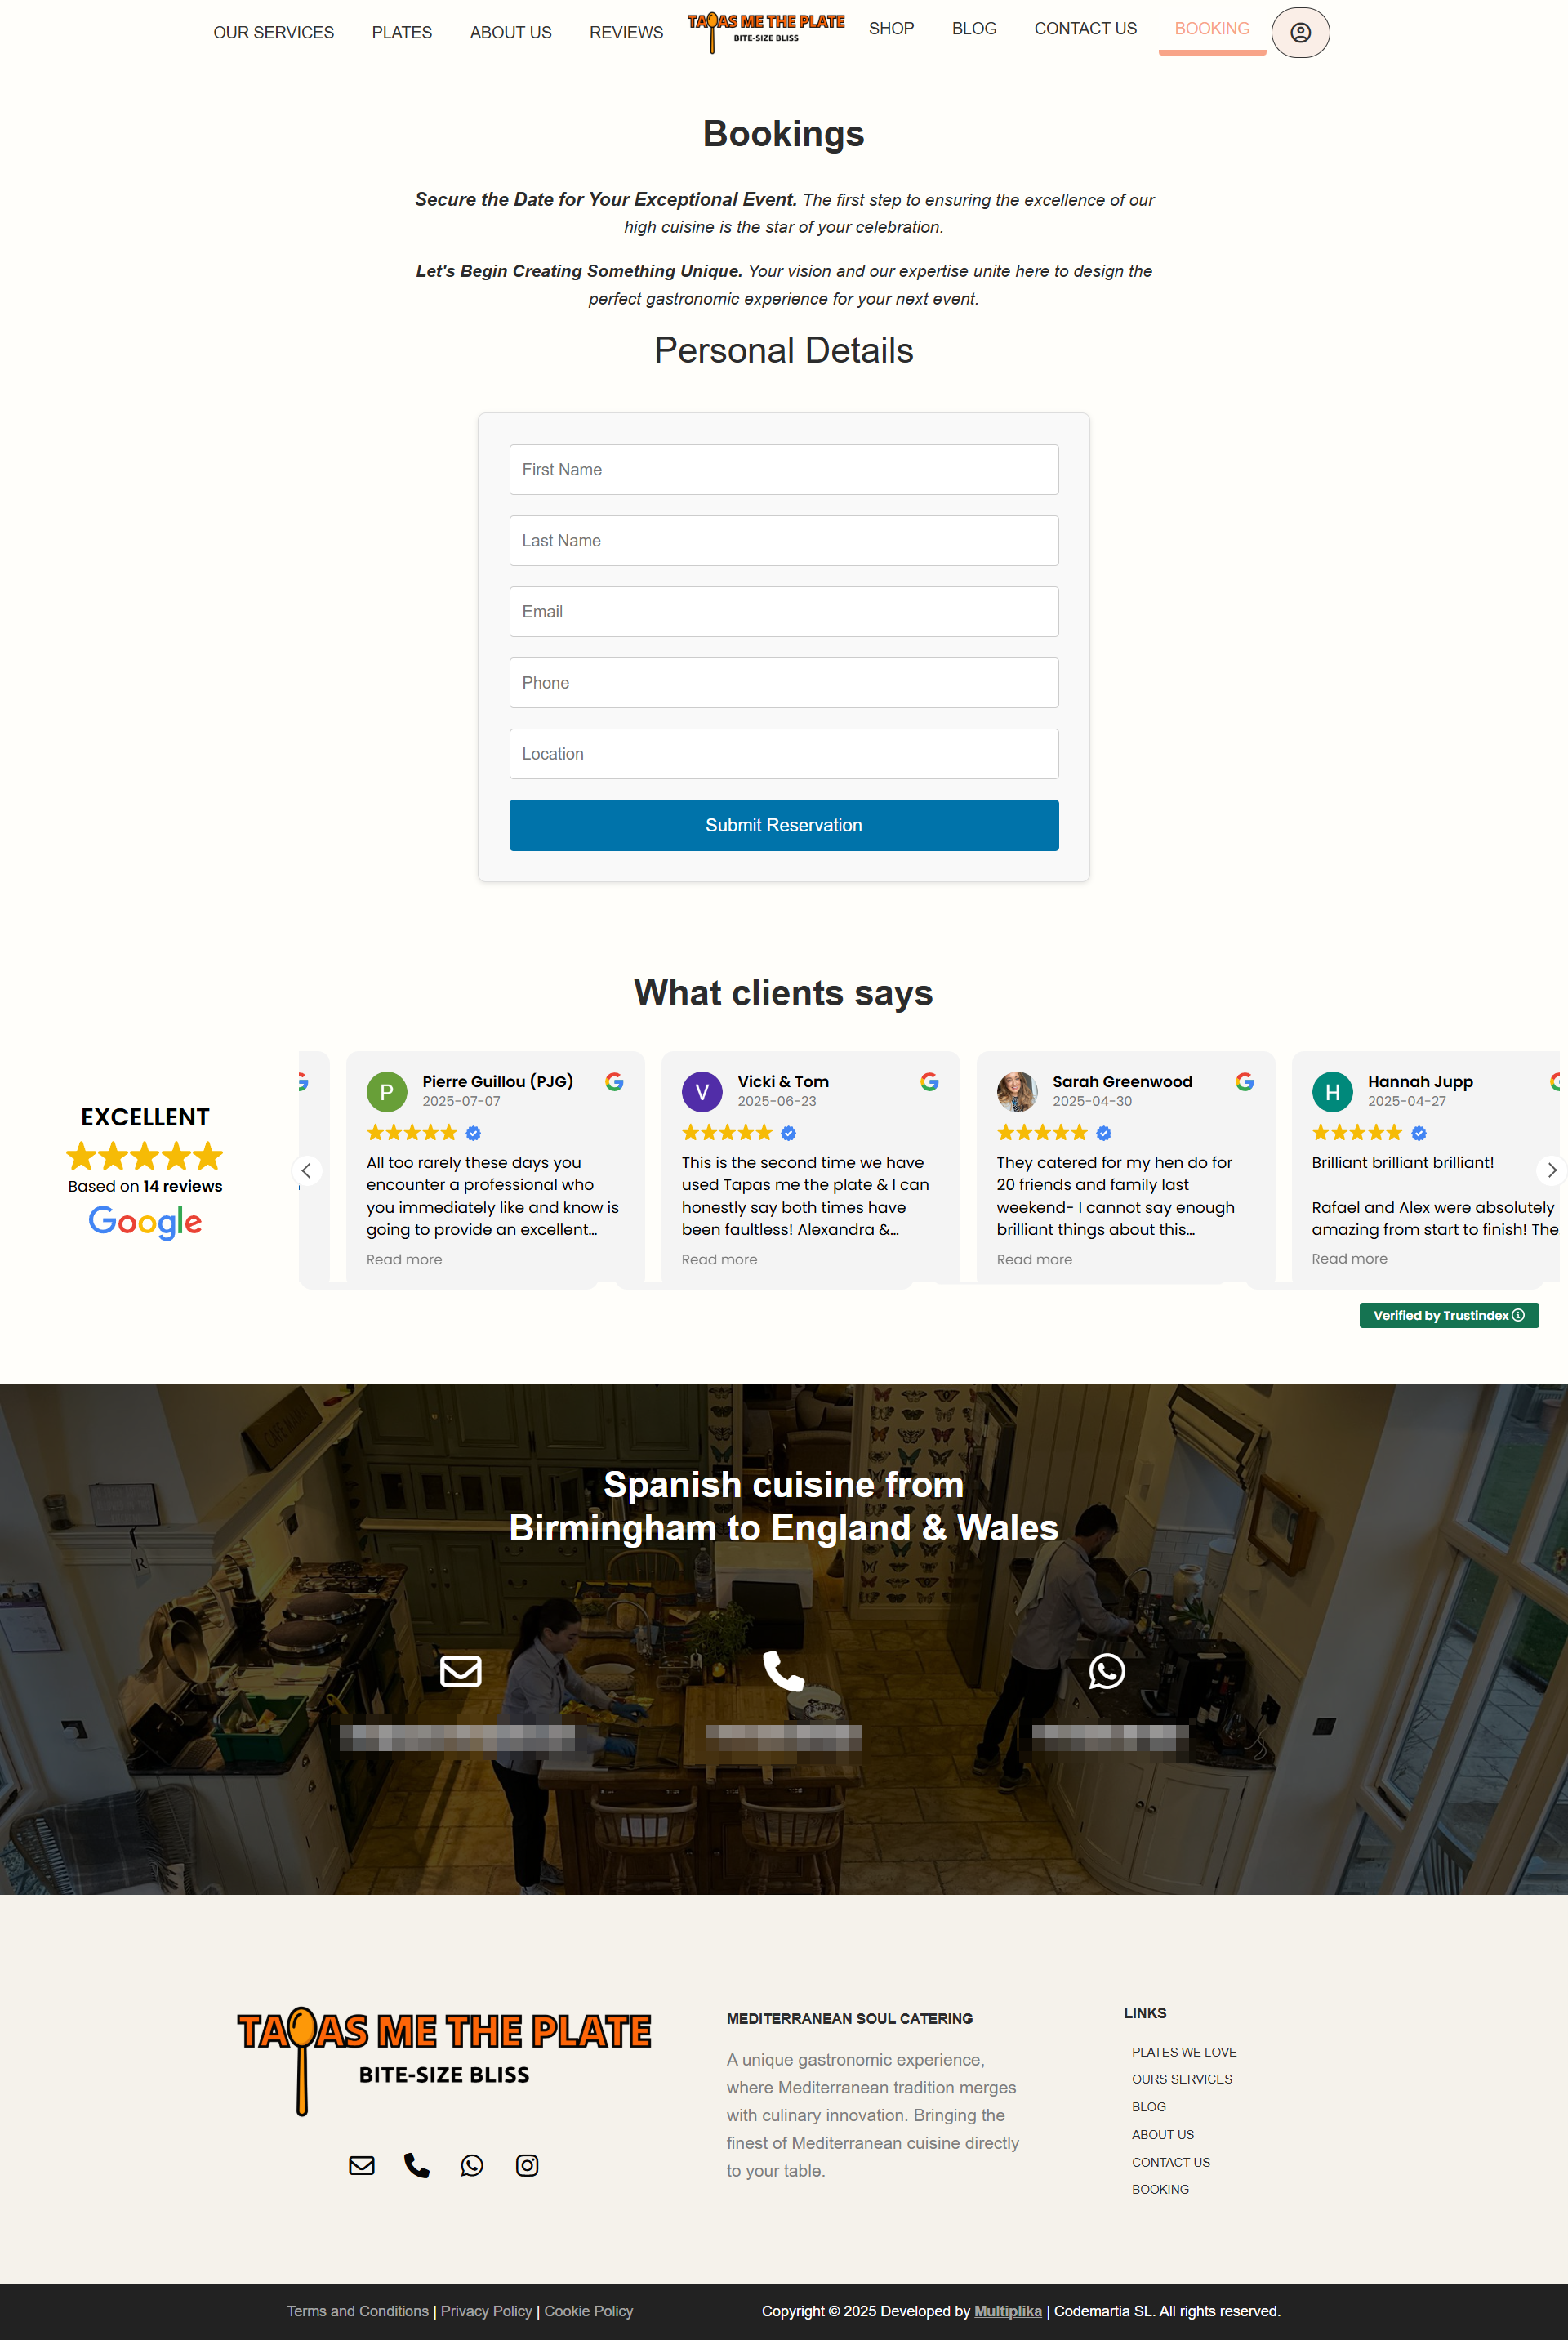 OUR SERVICES
PLATES
ABOUT US
REVIEWS
TAPAS ME THE PLATE
BITE-SIZE BLISS
SHOP
BLOG
CONTACT US
BOOKING
Bookings
Secure the Date for Your Exceptional Event. The first step to ensuring the excellence of our
high cuisine is the star of your celebration.
Let's Begin Creating Something Unique. Your vision and our expertise unite here to design the
perfect gastronomic experience for your next event.
Personal Details
First Name
Last Name
Email
Phone
Location
Submit Reservation
What clients says
EXCELLENT
Based on 14 reviews
Google
P
Pierre Guillou (PJG)
2025-07-07
All too rarely these days you
encounter a professional who
you immediately like and know is
going to provide an excellent...
Read more
V
Vicki & Tom
2025-06-23
This is the second time we have
used Tapas me the plate & I can
honestly say both times have
been faultless! Alexandra &...
Read more
Sarah Greenwood
2025-04-30
They catered for my hen do for
20 friends and family last
weekend- I cannot say enough
brilliant things about this...
Read more
H
Hannah Jupp
2025-04-27
Brilliant brilliant brilliant!
Rafael and Alex were absolutely
amazing from start to finish! The
Read more
Verified by Trustindex
Spanish cuisine from
Birmingham to England & Wales
TAPAS ME THE PLATE
BITE-SIZE BLISS
MEDITERRANEAN SOUL CATERING
A unique gastronomic experience,
where Mediterranean tradition merges
with culinary innovation. Bringing the
finest of Mediterranean cuisine directly
to your table.
LINKS
PLATES WE LOVE
OURS SERVICES
BLOG
ABOUT US
CONTACT US
BOOKING
Terms and Conditions | Privacy Policy | Cookie Policy
Copyright © 2025 Developed by Multiplika | Codemartia SL. All rights reserved.